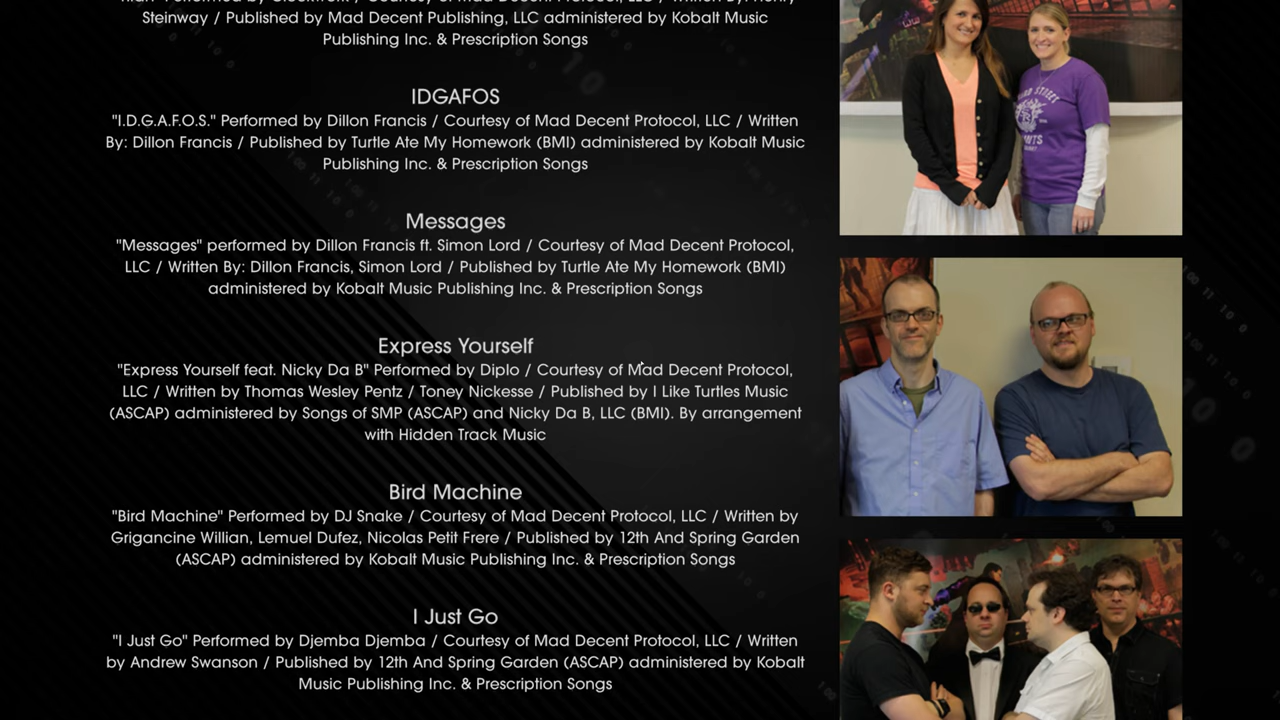 Steinway / Published by Mad Decent Publishing, LLC administered by Kobalt Music
Publishing Inc. & Prescription Songs
IDGAFOS
"I.D.G.A.F.O.S." Performed by Dillon Francis / Courtesy of Mad Decent Protocol, LLC / Written
By: Dillon Francis / Published by Turtle Ate My Homework (BMI) administered by Kobalt Music
Publishing Inc. & Prescription Songs
Messages
"Messages" performed by Dillon Francis ft. Simon Lord / Courtesy of Mad Decent Protocol,
LLC / Written By: Dillon Francis, Simon Lord / Published by Turtle Ate My Homework (BMI)
administered by Kobalt Music Publishing Inc. & Prescription Songs
Express Yourself
"Express Yourself feat. Nicky Da B" Performed by Diplo / Courtesy of Mad Decent Protocol,
LLC / Written by Thomas Wesley Pentz / Toney Nickesse / Published by I Like Turtles Music
(ASCAP) administered by Songs of SMP (ASCAP) and Nicky Da B, LLC (BMI). By arrangement
with Hidden Track Music
Bird Machine
"Bird Machine" Performed by DJ Snake / Courtesy of Mad Decent Protocol, LLC / Written by
Grigancine Willian, Lemuel Dufez, Nicolas Petit Frere / Published by 12th And Spring Garden
(ASCAP) administered by Kobalt Music Publishing Inc. & Prescription Songs
I Just Go
"I Just Go" Performed by Djemba Djemba / Courtesy of Mad Decent Protocol, LLC / Written
by Andrew Swanson / Published by 12th And Spring Garden (ASCAP) administered by Kobalt
Music Publishing Inc. & Prescription Songs